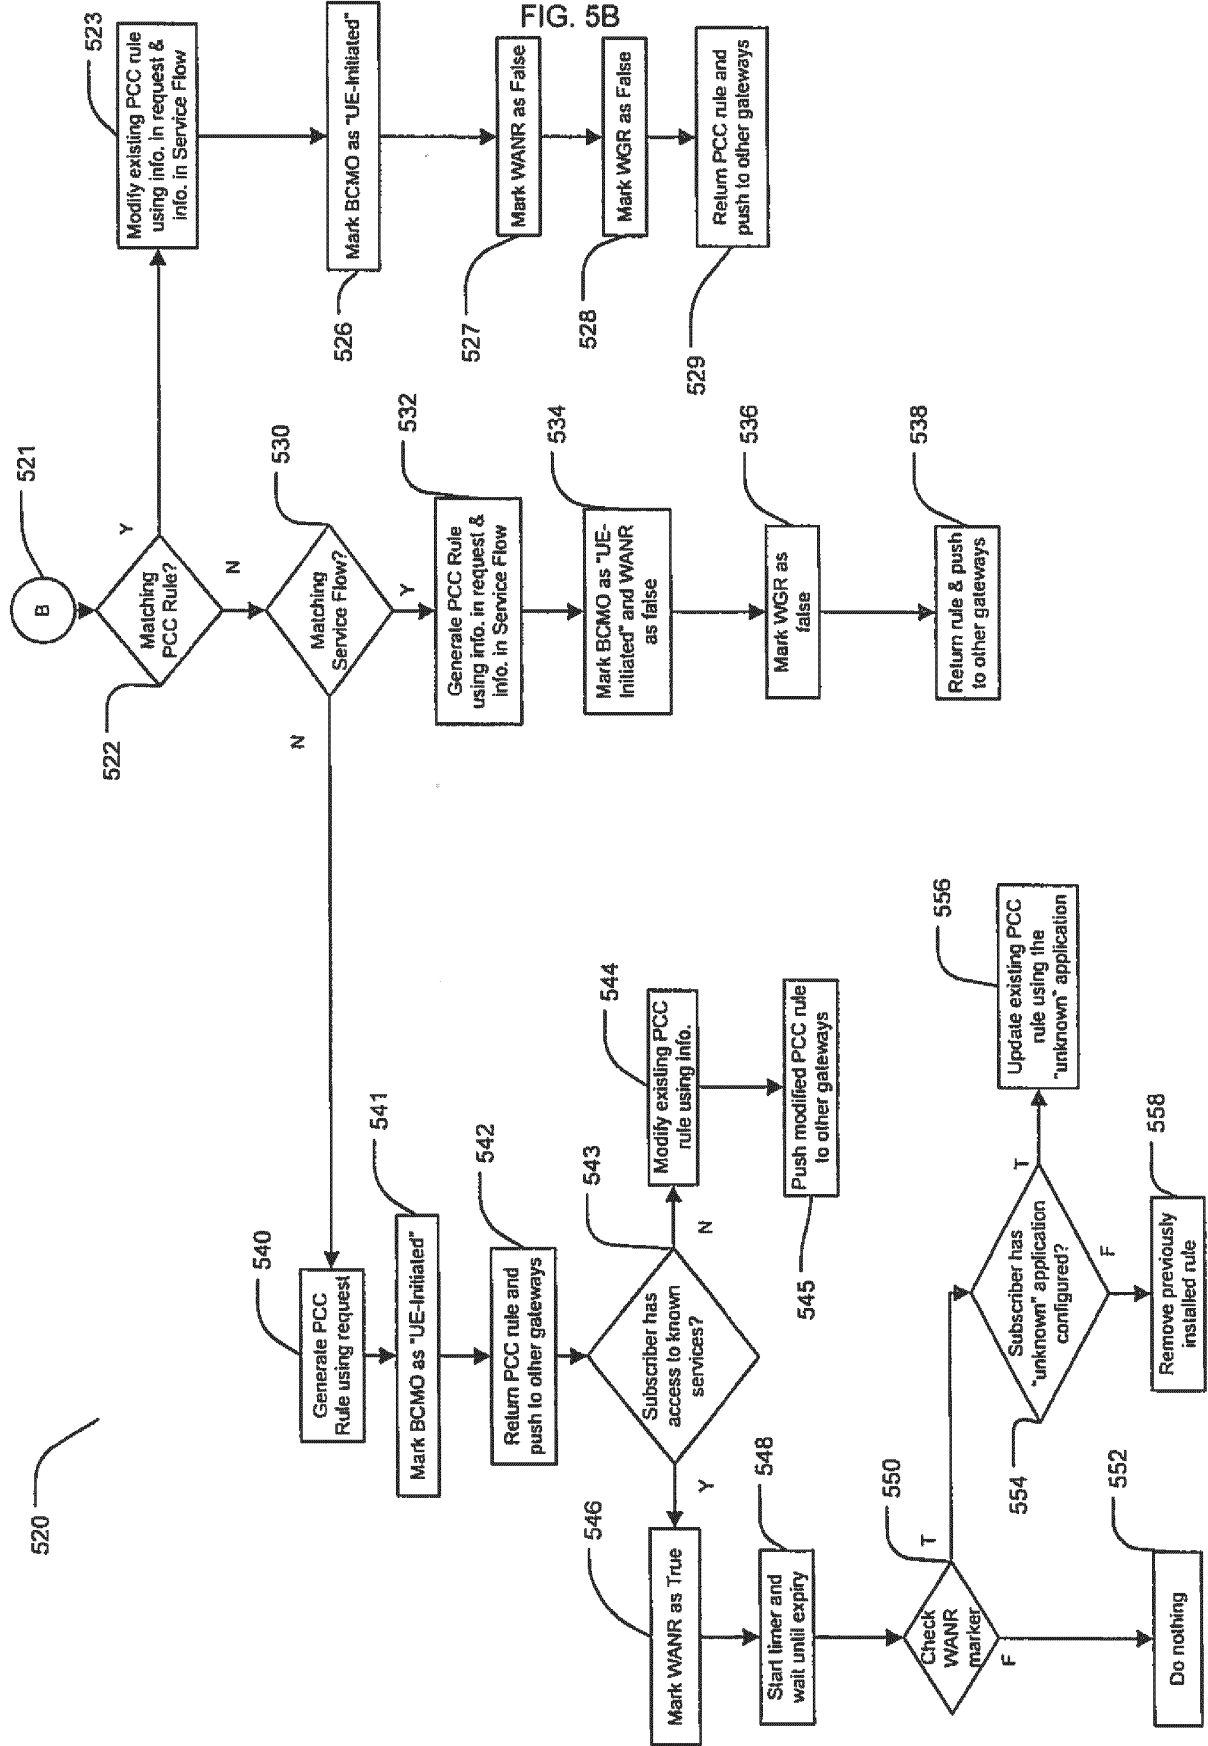 FIG. 5B
520
B
521
Matching
PCC Rule?
522
Y
N
Modify existing PCC rule
using info. in request &
info. in Service Flow
523
Mark BCMO as "UE-Initiated"
526
Mark WANR as False
527
Mark WGR as False
528
Return PCC rule and
push to other gateways
529
Matching
Service Flow?
530
Y
N
Generate PCC Rule
using info. in request &
info. in Service Flow
532
Mark BCMO as "UE-
Initiated" and WANR
as false
534
Mark WGR as
false
536
Return rule & push
to other gateways
538
Generate PCC
Rule using request
540
Mark BCMO as "UE-Initiated"
541
Return PCC rule and
push to other gateways
542
Subscriber has
access to known
services?
543
N
Y
Modify existing PCC
rule using info.
544
Push modified PCC rule
to other gateways
545
Mark WANR as True
546
Start timer and
wait until expiry
548
Check
WANR
marker
550
T
F
Do nothing
552
Subscriber has
"unknown" application
configured?
554
T
F
Update existing PCC
rule using the
"unknown" application
556
Remove previously
installed rule
558